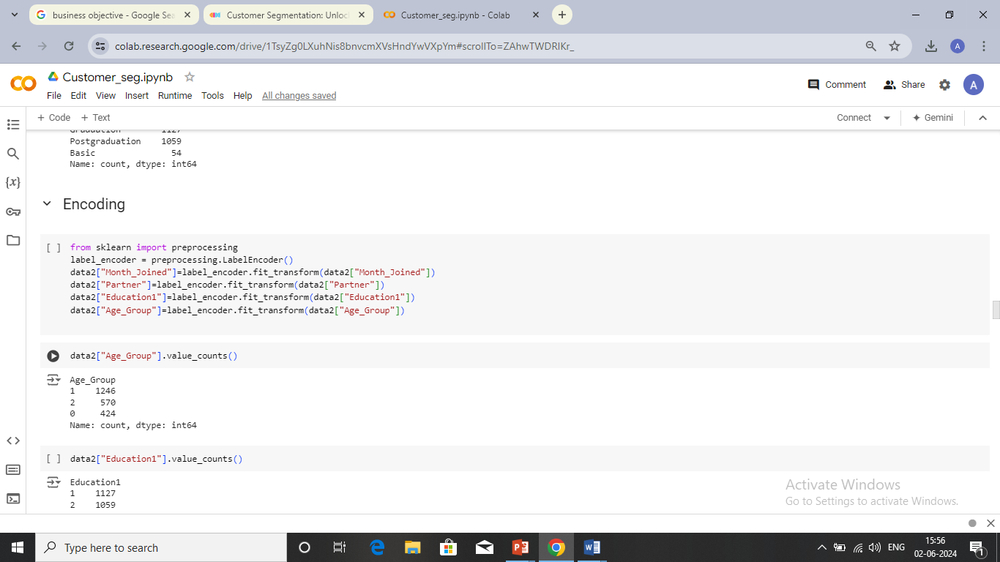 business objective - Google Sea
Customer Segmentation: Unloc
Customer_seg.ipynb - Colab
colab.research.google.com/drive/1TsyZg0LXuhNis8bnvcmXVsHndYwVXpYm#scrollTo=ZAhwTWDRIKr_
A
Customer_seg.ipynb
Comment
Share
A
File Edit View Insert Runtime Tools Help All changes saved
+ Code + Text
Connect
Gemini
Graduation 1127
Postgraduation 1059
Basic 54
Name: count, dtype: int64
{x}
Encoding
[ ] from sklearn import preprocessing
label_encoder = preprocessing.LabelEncoder()
data2["Month_Joined"]=label_encoder.fit_transform(data2["Month_Joined"])
data2["Partner"]=label_encoder.fit_transform(data2["Partner"])
data2["Education1"]=label_encoder.fit_transform(data2["Education1"])
data2["Age_Group"]=label_encoder.fit_transform(data2["Age_Group"])
data2["Age_Group"].value_counts()
Age_Group
1 1246
2 570
0 424
Name: count, dtype: int64
[ ] data2["Education1"].value_counts()
Education1
1 1127
2 1059
Activate Windows
Go to Settings to activate Windows.
Type here to search
ENG
15:56
02-06-2024
1